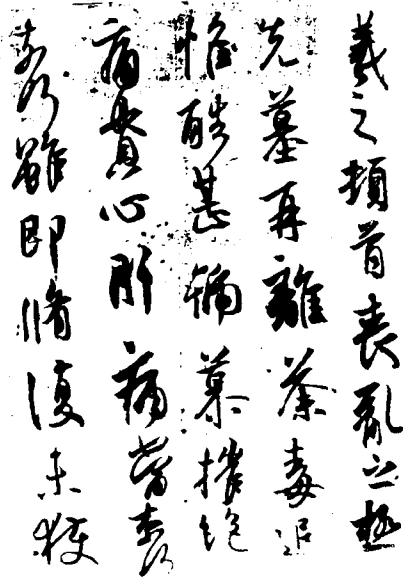 羲之頓首喪亂之極
先墓再離荼毒追
惟酷甚號慕摧絕
痛貫心肝痛當奈何
奈何雖即脩復未獲